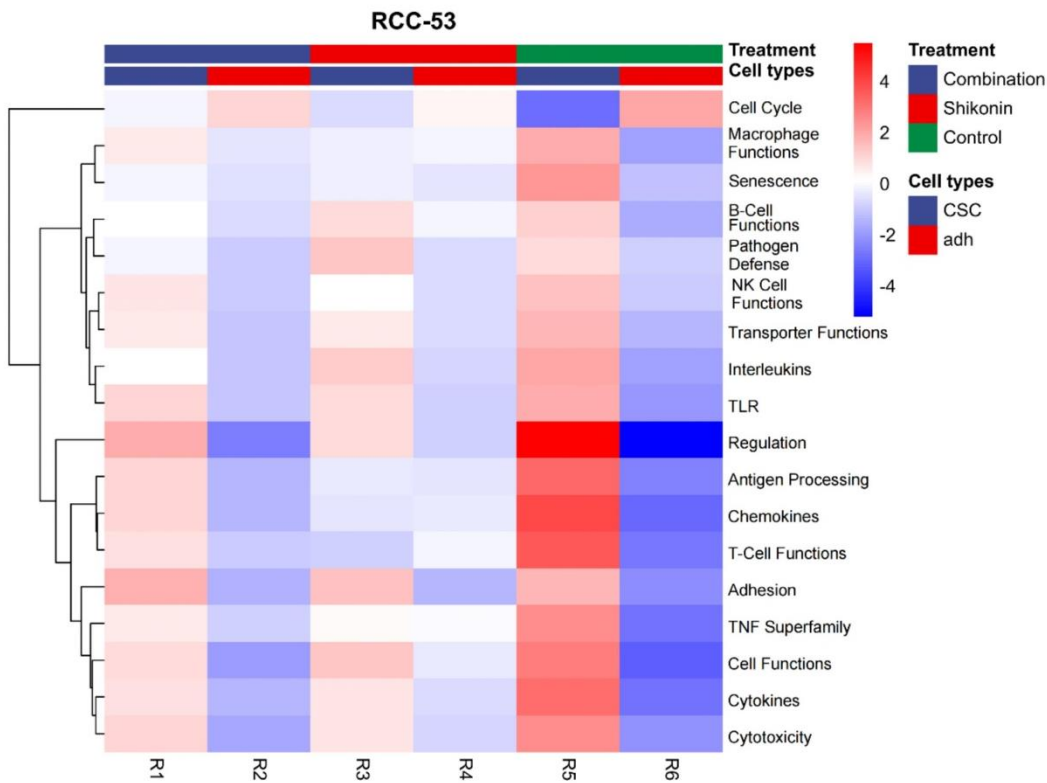 RCC-53
Treatment
Cell types
Cell Cycle
Macrophage
Functions
Senescence
B-Cell
Functions
Pathogen
Defense
NK Cell
Functions
Transporter Functions
Interleukins
TLR
Regulation
Antigen Processing
Chemokines
T-Cell Functions
Adhesion
TNF Superfamily
Cell Functions
Cytokines
Cytotoxicity
R1
R2
R3
R4
R5
R6
4
2
0
-2
-4
Treatment
Combination
Shikonin
Control
Cell types
CSC
adh